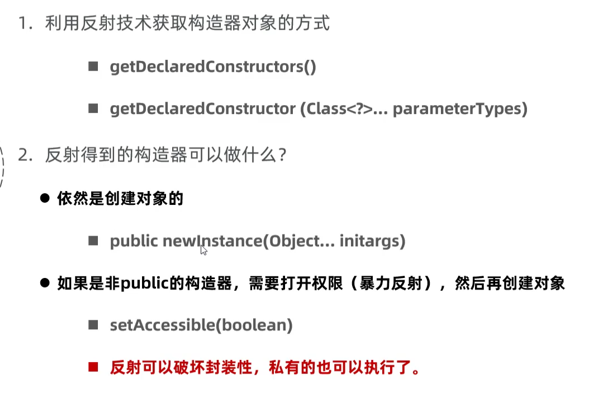 1. 利用反射技术获取构造器对象的方式
■ getDeclaredConstructors()
■ getDeclaredConstructor (Class<?>... parameterTypes)
2. 反射得到的构造器可以做什么？
● 依然是创建对象的
■ public newInstance(Object... initargs)
● 如果是非public的构造器，需要打开权限（暴力反射），然后再创建对象
■ setAccessible(boolean)
■ 反射可以破坏封装性，私有的也可以执行了。